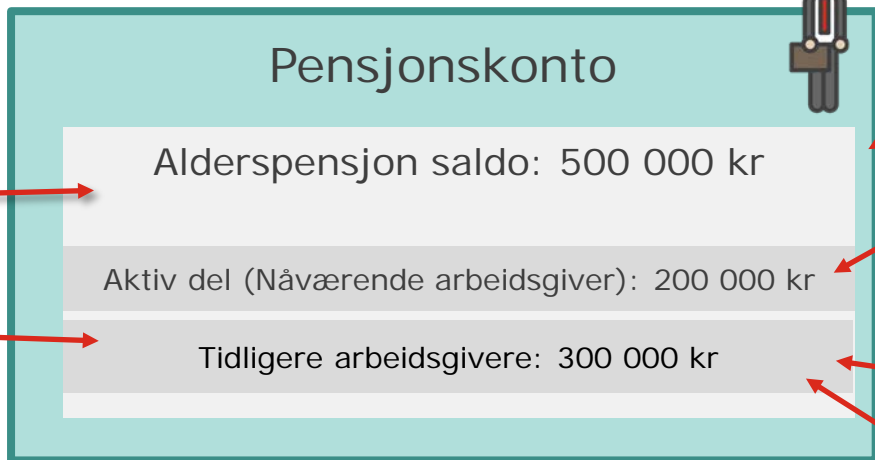 Pensjonskonto
Alderspensjon saldo: 500 000 kr
Aktiv del (Nåværende arbeidsgiver): 200 000 kr
Tidligere arbeidsgivere: 300 000 kr